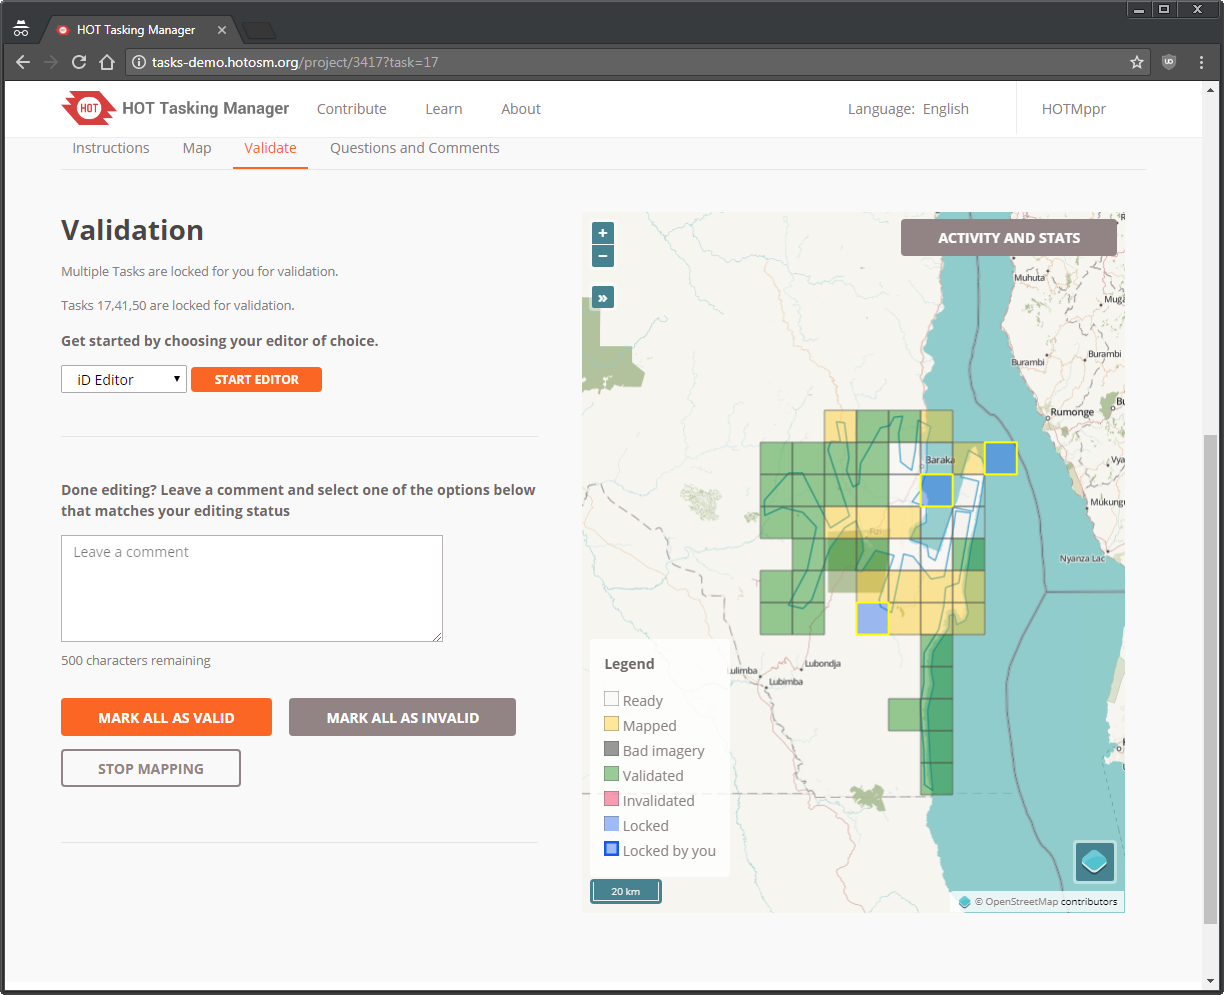 HOT Tasking Manager
tasks-demo.hotosm.org/project/3417?task=17
HOT
HOT Tasking Manager
Contribute
Learn
About
Language: English
HOTMppr
Instructions
Map
Validate
Questions and Comments
Validation
Multiple Tasks are locked for you for validation.
Tasks 17,41,50 are locked for validation.
Get started by choosing your editor of choice.
iD Editor
START EDITOR
Done editing? Leave a comment and select one of the options below
that matches your editing status
Leave a comment
500 characters remaining
MARK ALL AS VALID
MARK ALL AS INVALID
STOP MAPPING
+
−
»
ACTIVITY AND STATS
Muhuta
Burambi
Burambi
Rumonge
Baraka
Nyanza Lac
Lubondja
Lubimba
Legend
Ready
Mapped
Bad imagery
Validated
Invalidated
Locked
Locked by you
20 km
© OpenStreetMap contributors